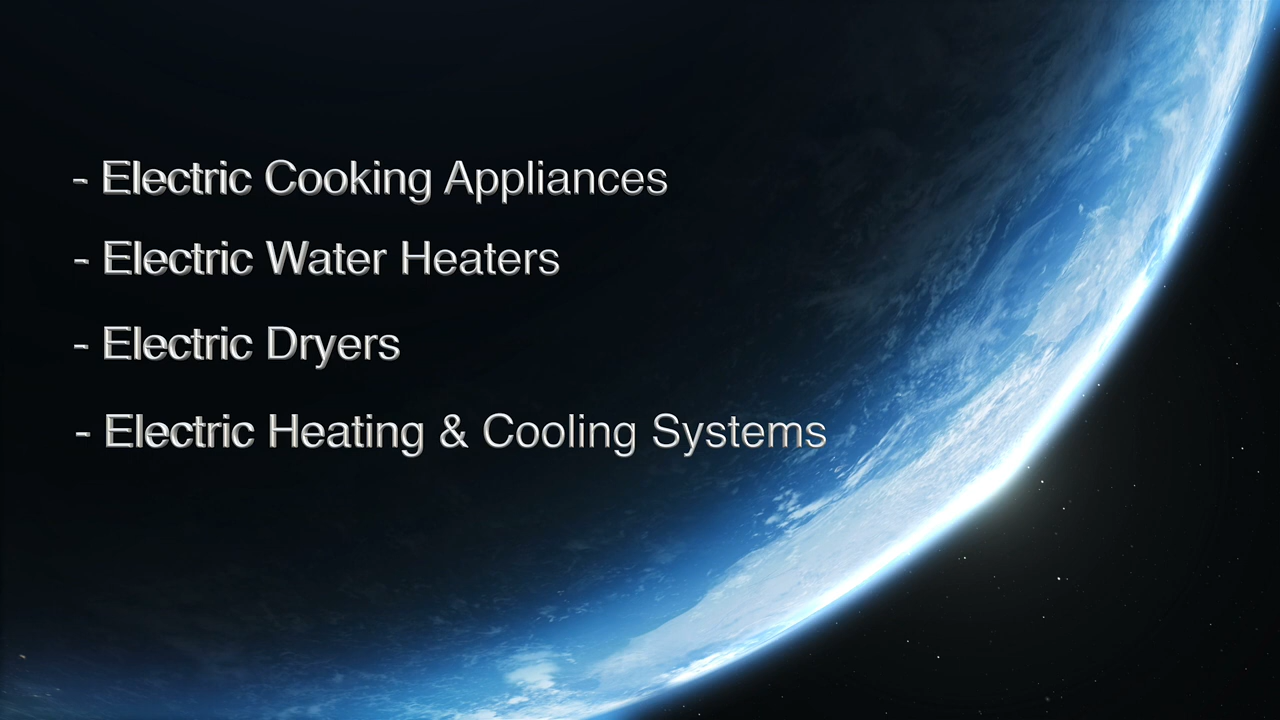 - Electric Cooking Appliances
- Electric Water Heaters
- Electric Dryers
- Electric Heating & Cooling Systems